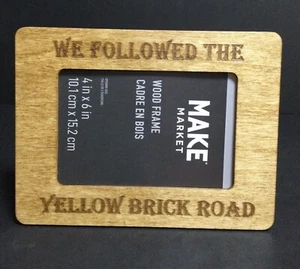 WE FOLLOWED THE
MAKE
MARKET
WOOD FRAME
CADRE EN BOIS
4 in x 6 in
10.1 cm x 15.2 cm
YELLOW BRICK ROAD